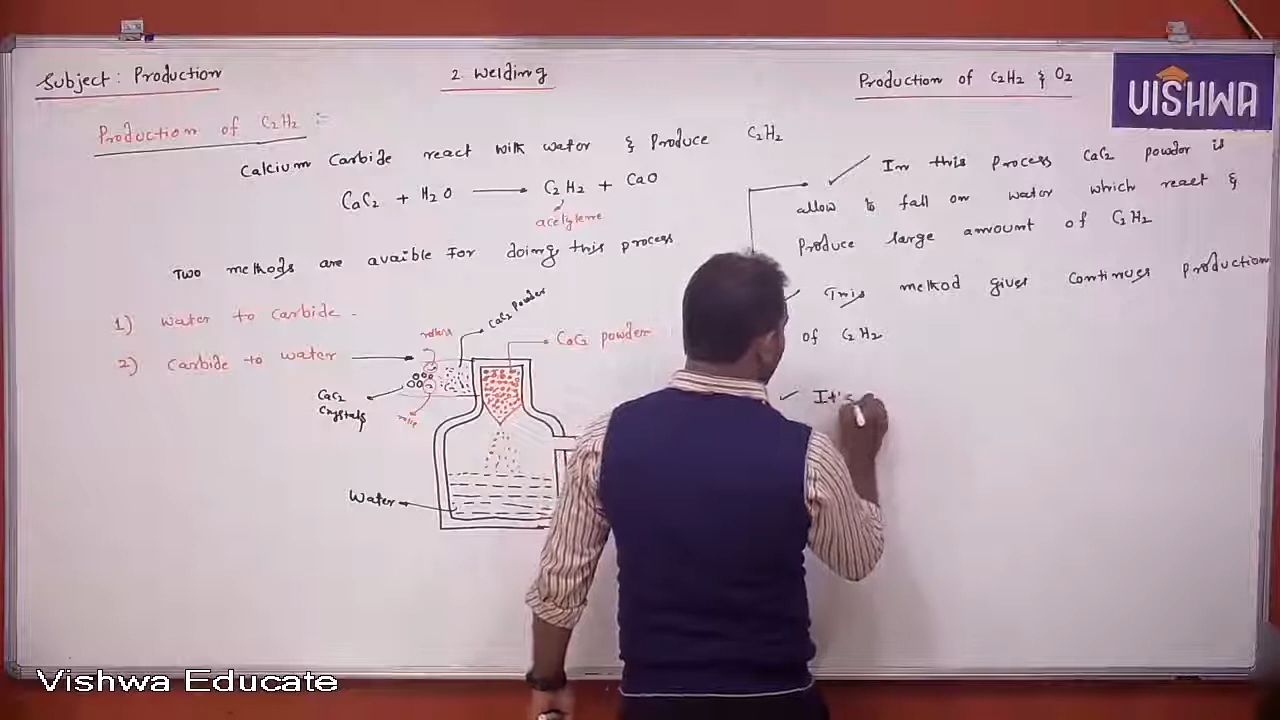 Subject: Production
2. Welding
Production of C2H2 & O2
VISHWA
Production of C2H2 :-
Calcium Carbide react with water & Produce C2H2
CaC2 + H2O → C2H2 + CaO
acetylene
Two methods are avaible For doing this process
1) Water to Carbide.
2) Carbide to water
rollers
CaC2 Powder
CaC2 powder
CaC2
Crystals
Water
In this Process CaC2 powdor is
allow to fall on water which react &
Produce large amount of C2H2
This method gives Continues Production
of C2H2
It's
Vishwa Educate